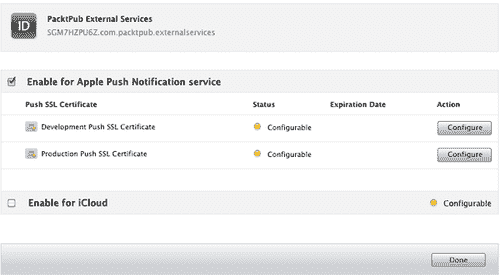 ID
PacktPub External Services
SGM7HZPU6Z.com.packtpub.externalservices
Enable for Apple Push Notification service
Push SSL Certificate Status Expiration Date Action
Development Push SSL Certificate Configurable Configure
Production Push SSL Certificate Configurable Configure
Enable for iCloud Configurable
Done